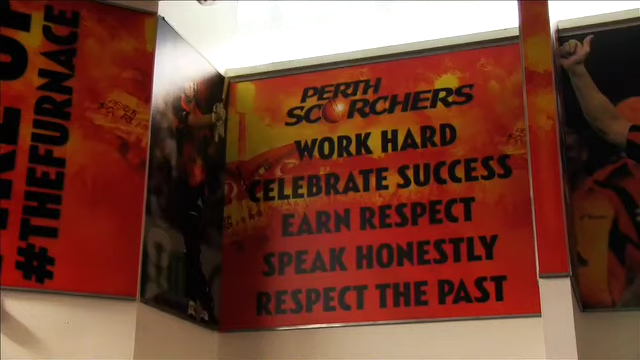 #THEFURNACE
PERTH
SCORCHERS
WORK HARD
CELEBRATE SUCCESS
EARN RESPECT
SPEAK HONESTLY
RESPECT THE PAST